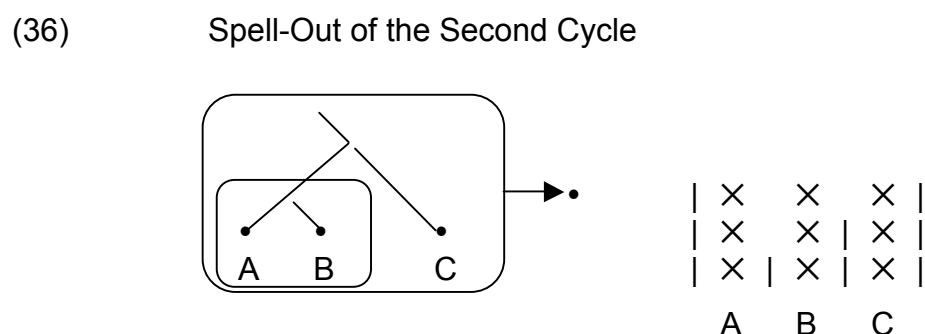 (36) Spell-Out of the Second Cycle
A B C
| × × × |
| × × | × |
| × | × | × |
A B C